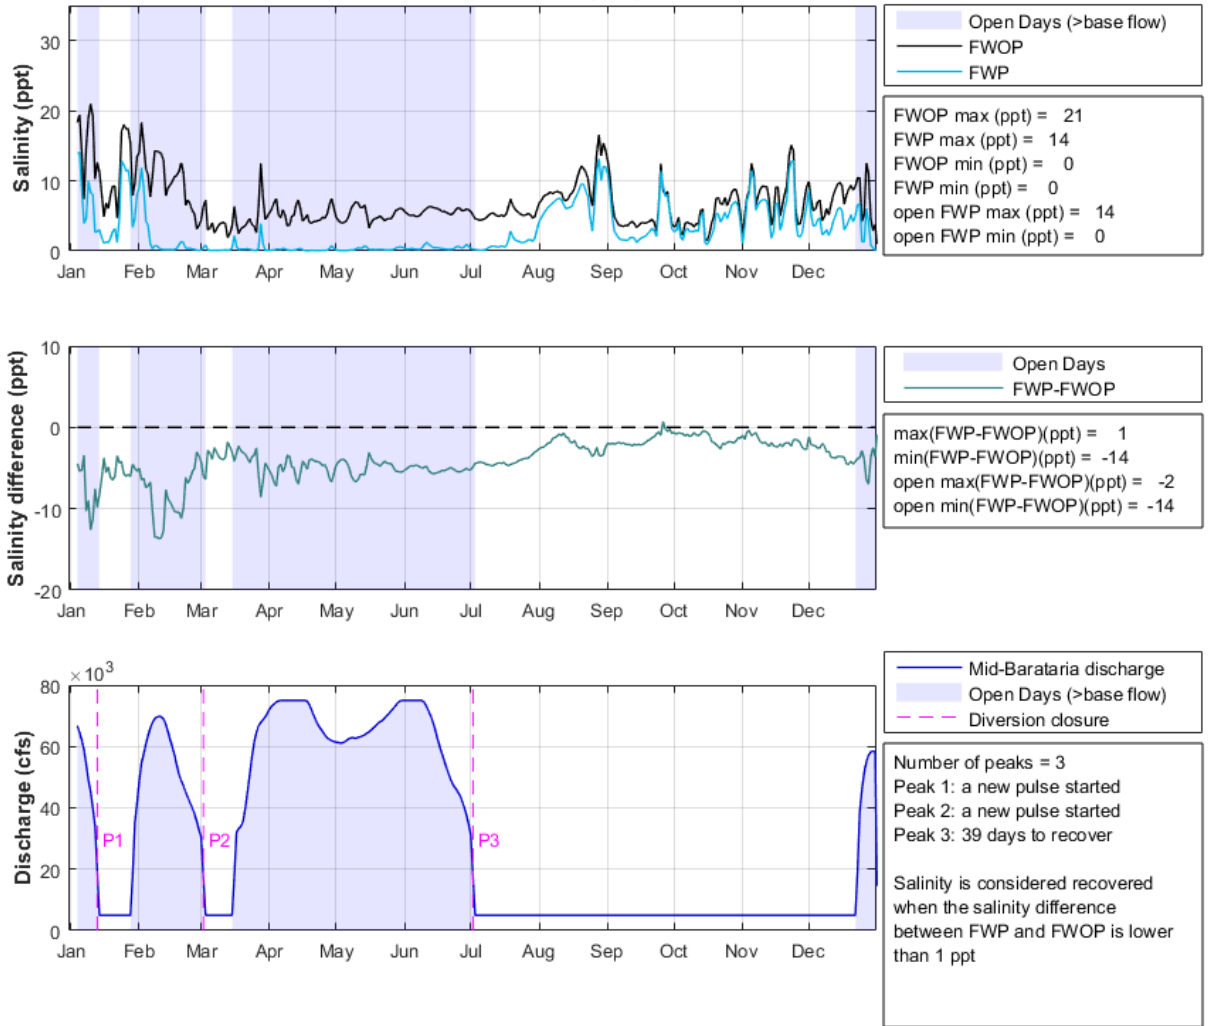 Salinity (ppt)
30
20
10
0
Jan Feb Mar Apr May Jun Jul Aug Sep Oct Nov Dec
Open Days (>base flow)
FWOP
FWP
FWOP max (ppt) = 21
FWP max (ppt) = 14
FWOP min (ppt) = 0
FWP min (ppt) = 0
open FWP max (ppt) = 14
open FWP min (ppt) = 0
Salinity difference (ppt)
10
0
-10
-20
Jan Feb Mar Apr May Jun Jul Aug Sep Oct Nov Dec
Open Days
FWP-FWOP
max(FWP-FWOP)(ppt) = 1
min(FWP-FWOP)(ppt) = -14
open max(FWP-FWOP)(ppt) = -2
open min(FWP-FWOP)(ppt) = -14
Discharge (cfs)
×10³
80
60
40
20
0
P1 P2 P3
Jan Feb Mar Apr May Jun Jul Aug Sep Oct Nov Dec
Mid-Barataria discharge
Open Days (>base flow)
Diversion closure
Number of peaks = 3
Peak 1: a new pulse started
Peak 2: a new pulse started
Peak 3: 39 days to recover
Salinity is considered recovered
when the salinity difference
between FWP and FWOP is lower
than 1 ppt